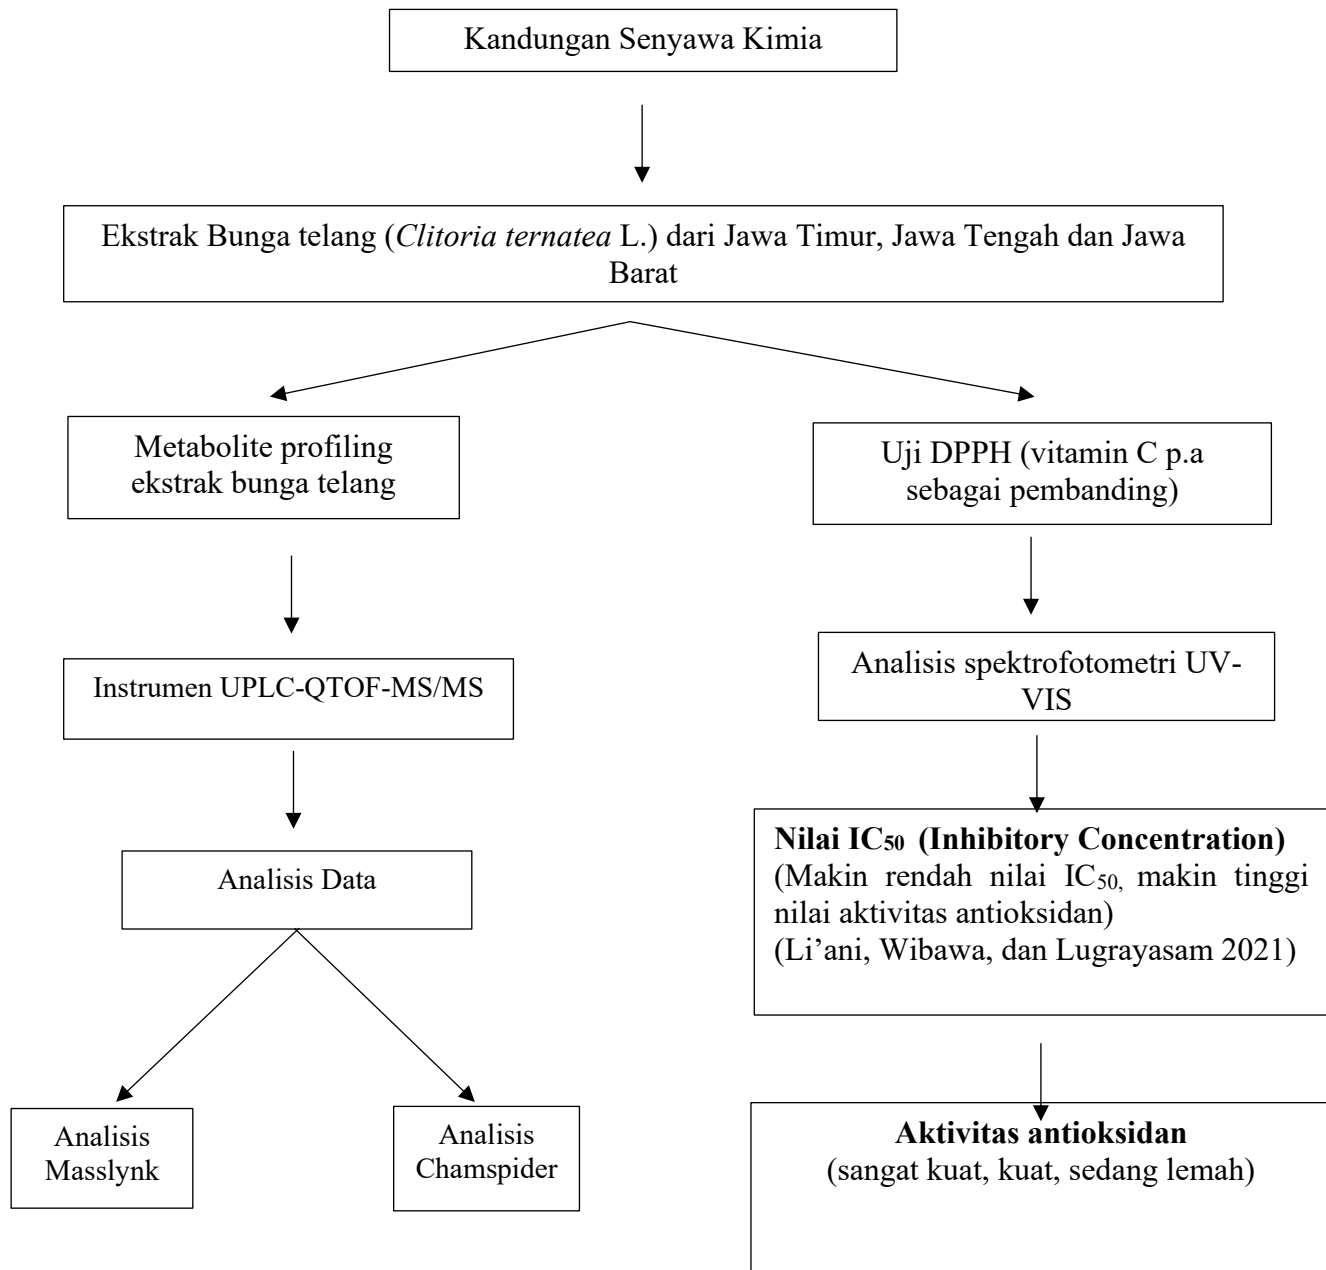 Kandungan Senyawa Kimia
Ekstrak Bunga telang (Clitoria ternatea L.) dari Jawa Timur, Jawa Tengah dan Jawa
Barat
Metabolite profiling
ekstrak bunga telang
Uji DPPH (vitamin C p.a
sebagai pembanding)
Instrumen UPLC-QTOF-MS/MS
Analisis spektrofotometri UV-
VIS
Analisis Data
Nilai IC₅₀ (Inhibitory Concentration)
(Makin rendah nilai IC₅₀, makin tinggi
nilai aktivitas antioksidan)
(Li’ani, Wibawa, dan Lugrayasam 2021)
Analisis
Masslynk
Analisis
Chamspider
Aktivitas antioksidan
(sangat kuat, kuat, sedang lemah)